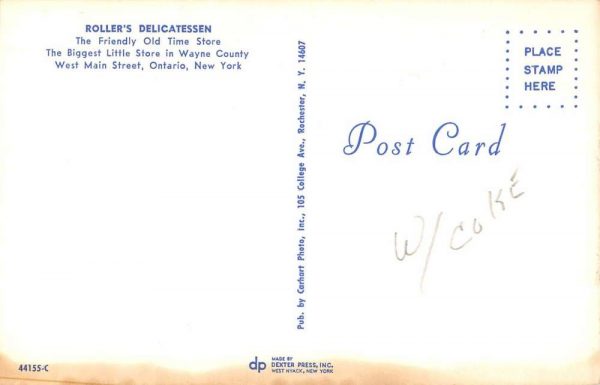 ROLLER'S DELICATESSEN
The Friendly Old Time Store
The Biggest Little Store in Wayne County
West Main Street, Ontario, New York
Pub. by Carhart Photo, Inc., 105 College Ave., Rochester, N. Y. 14607
PLACE
STAMP
HERE
Post Card
W/COKE
44155-C
dp
MADE BY
DEXTER PRESS, INC.
WEST NYACK, NEW YORK